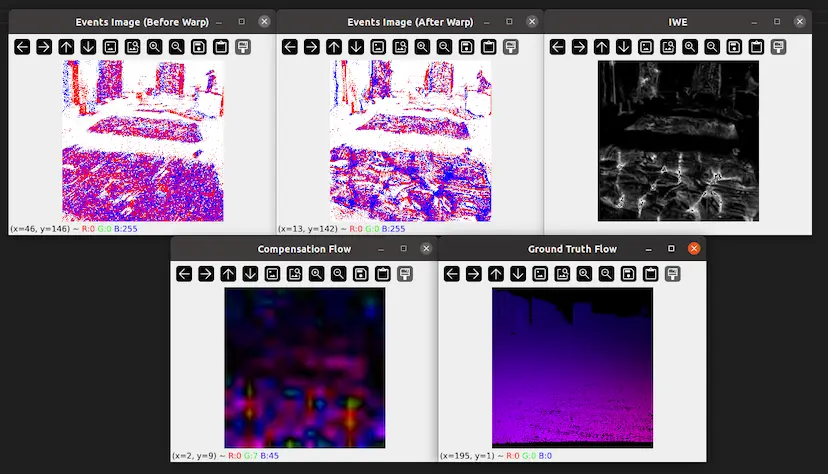 Events Image (Before Warp)
Events Image (After Warp)
IWE
(x=46, y=146) ~ R:0 G:0 B:255
(x=13, y=142) ~ R:0 G:0 B:255
Compensation Flow
Ground Truth Flow
(x=2, y=9) ~ R:0 G:7 B:45
(x=195, y=1) ~ R:0 G:0 B:0